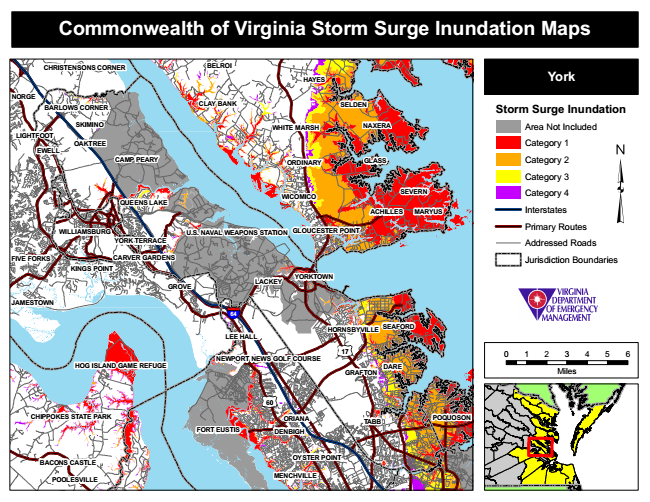 Commonwealth of Virginia Storm Surge Inundation Maps
CHRISTENSONS CORNER
BELROI
HAYES
NORGE
BARLOWS CORNER
CLAY BANK
SELDEN
SKIMINO
WHITE MARSH
NAXERA
LIGHTFOOT
OAKTREE
EWELL
CAMP PEARY
ORDINARY
GLASS
QUEENS LAKE
WICOMICO
SEVERN
ACHILLES
MARYUS
WILLIAMSBURG
YORK TERRACE
U.S. NAVAL WEAPONS STATION
GLOUCESTER POINT
FIVE FORKS
CARVER GARDENS
KINGS POINT
LACKEY
YORKTOWN
JAMESTOWN
GROVE
64
HORNSBYVILLE
SEAFORD
LEE HALL
17
HOG ISLAND GAME REFUGE
NEWPORT NEWS GOLF COURSE
DARE
GRAFTON
60
CHIPPOKES STATE PARK
ORIANA
TABB
POQUOSON
FORT EUSTIS
DENBIGH
BACONS CASTLE
OYSTER POINT
POOLESVILLE
MENCHVILLE
York
Storm Surge Inundation
Area Not Included
Category 1
Category 2
Category 3
Category 4
Interstates
Primary Routes
Addressed Roads
Jurisdiction Boundaries
N
VIRGINIA
DEPARTMENT
OF EMERGENCY
MANAGEMENT
0 1 2 3 4 5 6
Miles